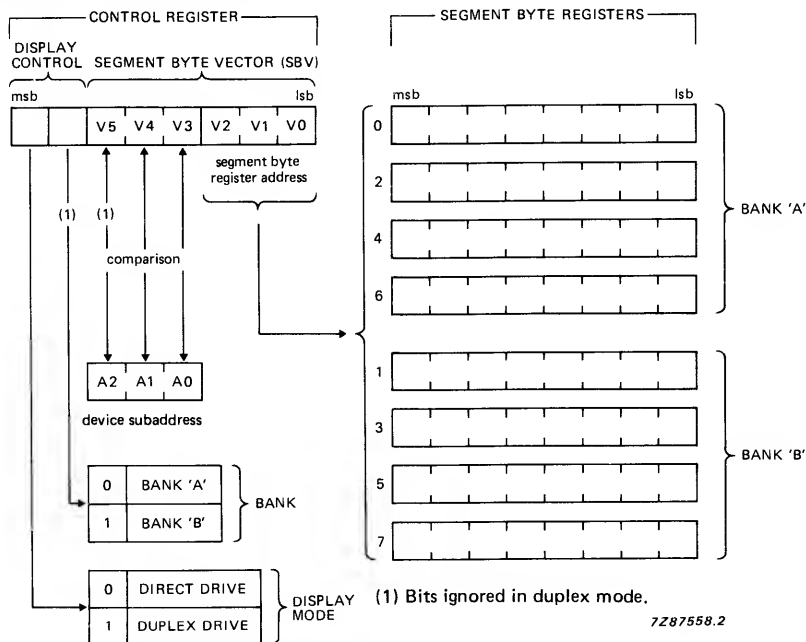 CONTROL REGISTER
DISPLAY CONTROL
SEGMENT BYTE VECTOR (SBV)
msb
lsb
V5 V4 V3 V2 V1 V0
segment byte
register address
(1)
(1)
comparison
A2 A1 A0
device subaddress
0 BANK 'A'
1 BANK 'B'
BANK
0 DIRECT DRIVE
1 DUPLEX DRIVE
DISPLAY
MODE
SEGMENT BYTE REGISTERS
msb
lsb
0
2
4
6
BANK 'A'
1
3
5
7
BANK 'B'
(1) Bits ignored in duplex mode.
7Z87558.2